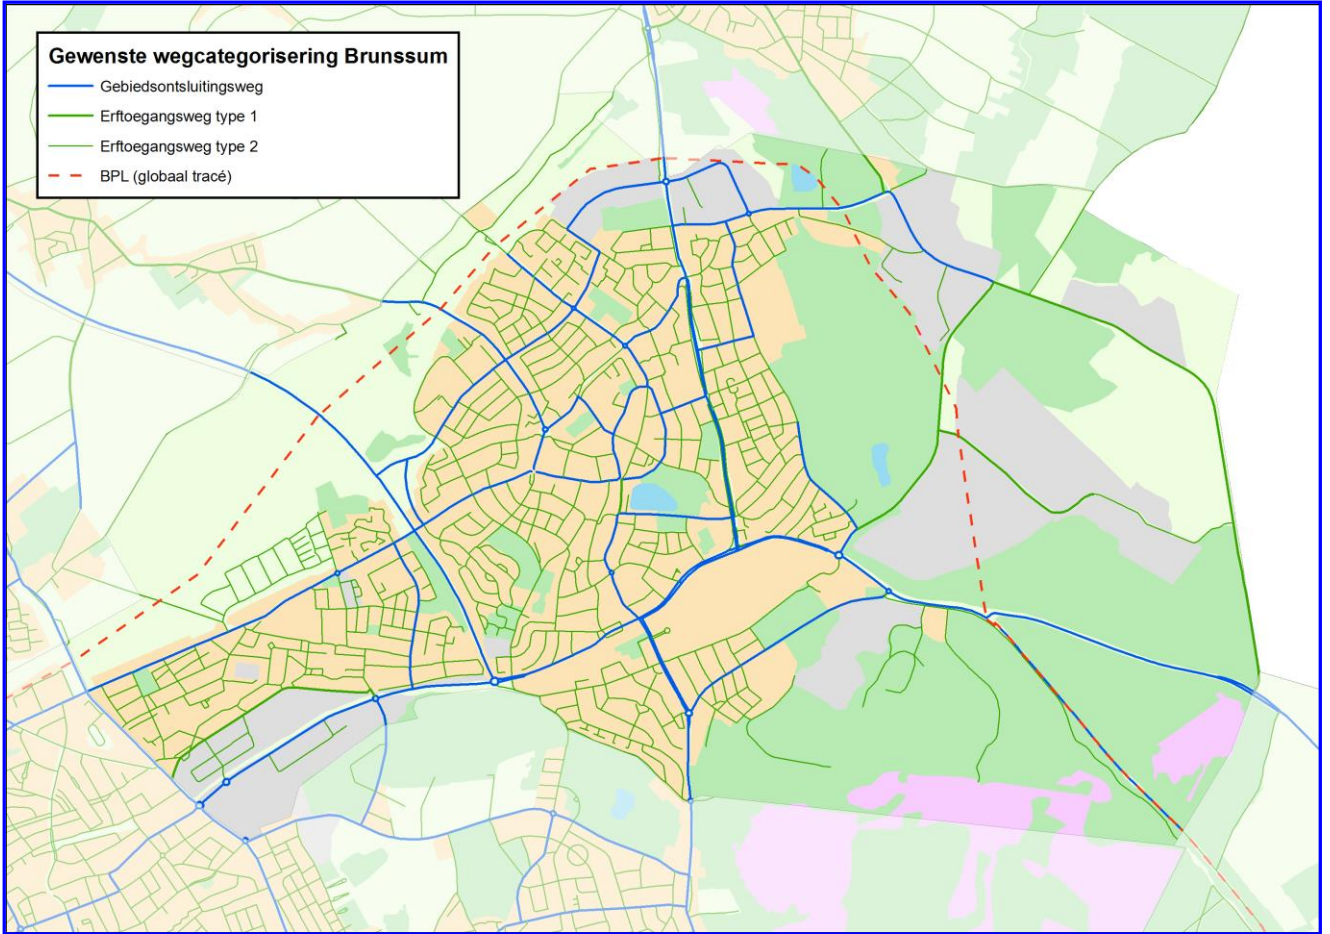 Gewenste wegcategorisering Brunssum
Gebiedsontsluitingsweg
Erftoegangsweg type 1
Erftoegangsweg type 2
BPL (globaal tracé)